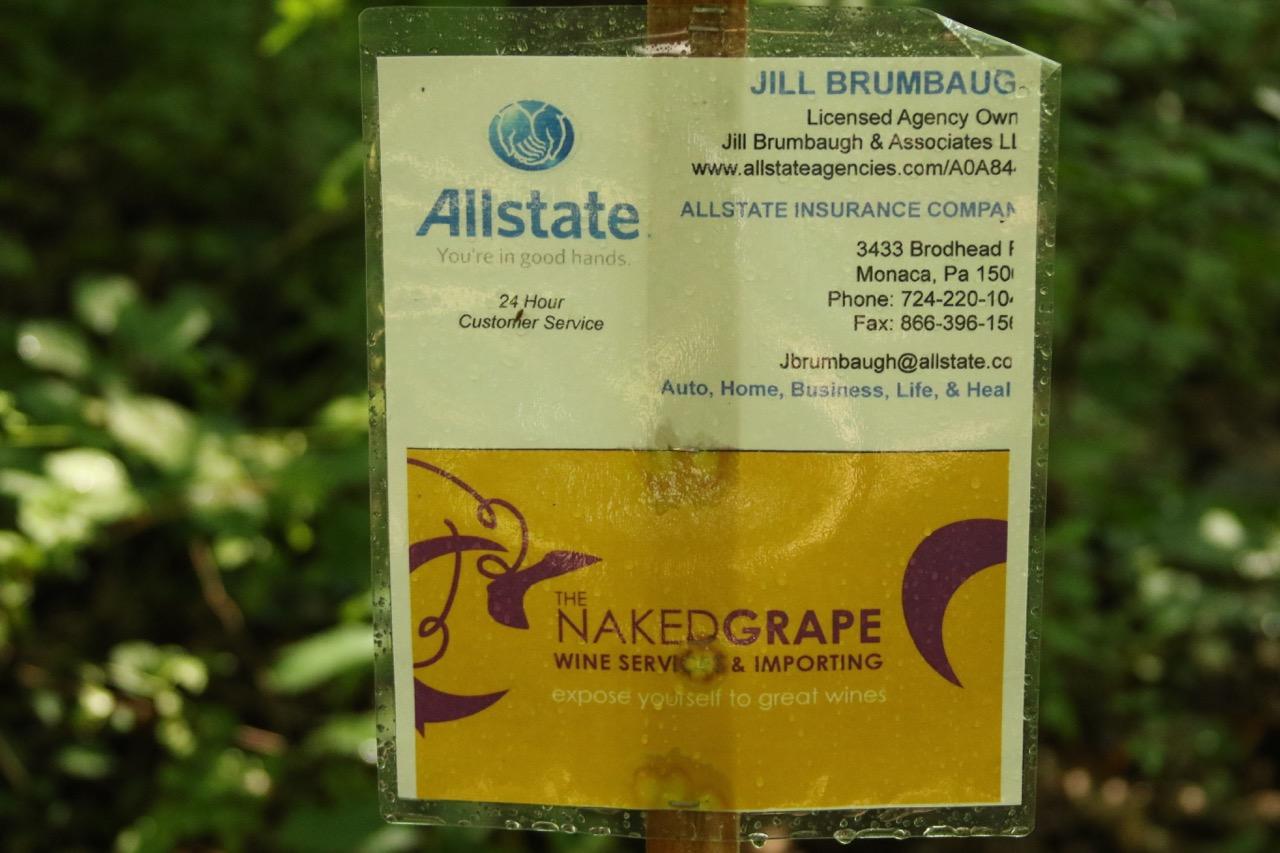 Allstate
You're in good hands.
24 Hour
Customer Service
JILL BRUMBAUG
Licensed Agency Own
Jill Brumbaugh & Associates LL
www.allstateagencies.com/A0A84
ALLSTATE INSURANCE COMPAN
3433 Brodhead
Monaca, Pa 150
Phone: 724-220-10
Fax: 866-396-15
Jbrumbaugh@allstate.co
Auto, Home, Business, Life, & Heal
THE
NAKEDGRAPE
WINE SERVICES & IMPORTING
expose yourself to great wines